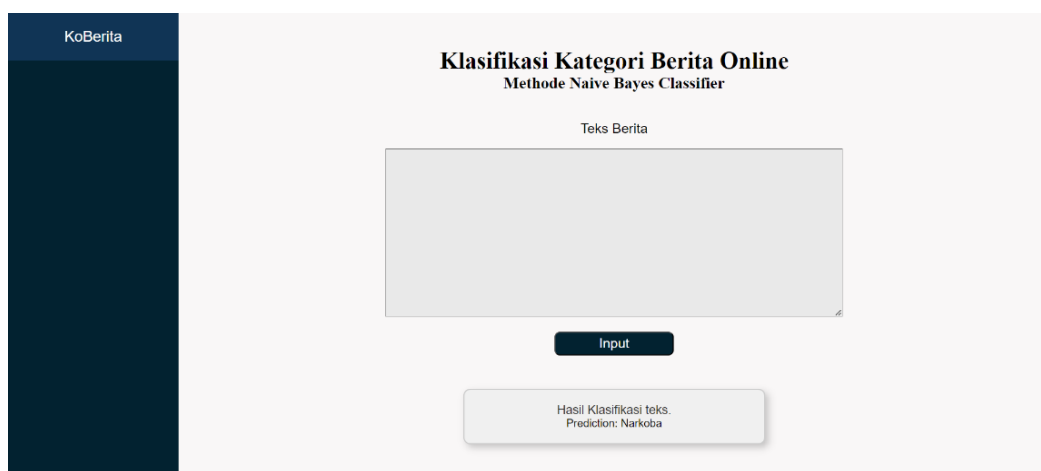 KoBerita
Klasifikasi Kategori Berita Online
Methode Naive Bayes Classifier
Teks Berita
Input
Hasil Klasifikasi teks.
Prediction: Narkoba